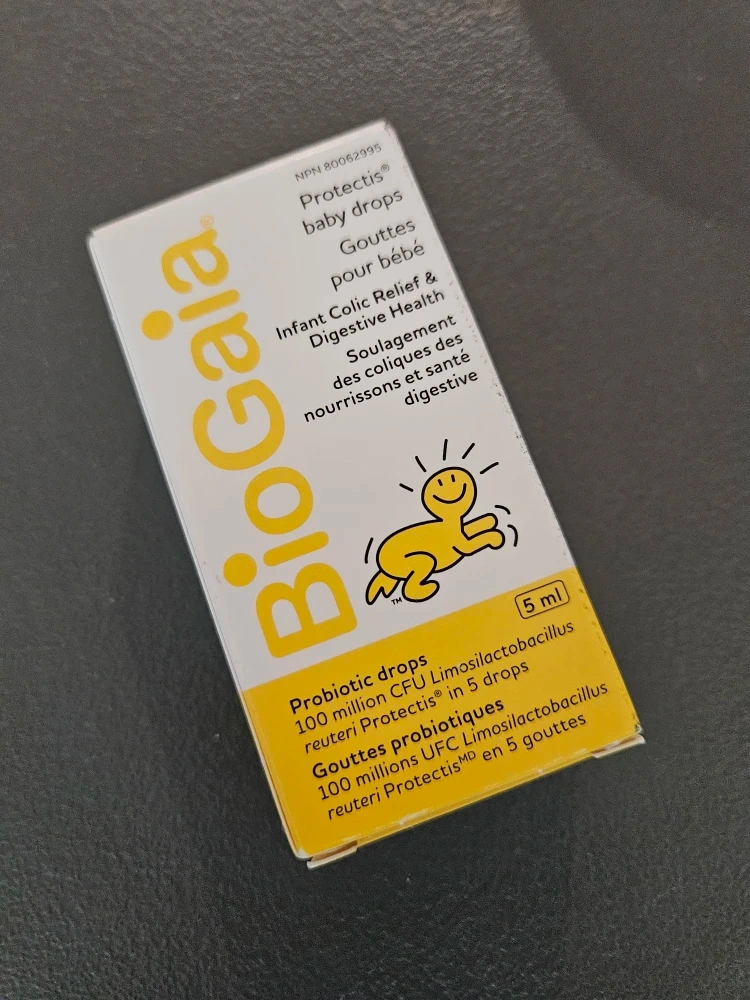 NPN 80062995
Protectis®
baby drops
Gouttes
pour bébé
Infant Colic Relief &
Digestive Health
Soulagement
des coliques des
nourrissons et santé
digestive
BioGaia®
TM
5 ml
Probiotic drops
100 million CFU Limosilactobacillus
reuteri Protectis® in 5 drops
Gouttes probiotiques
100 millions UFC Limosilactobacillus
reuteri Protectisᴹᴰ en 5 gouttes